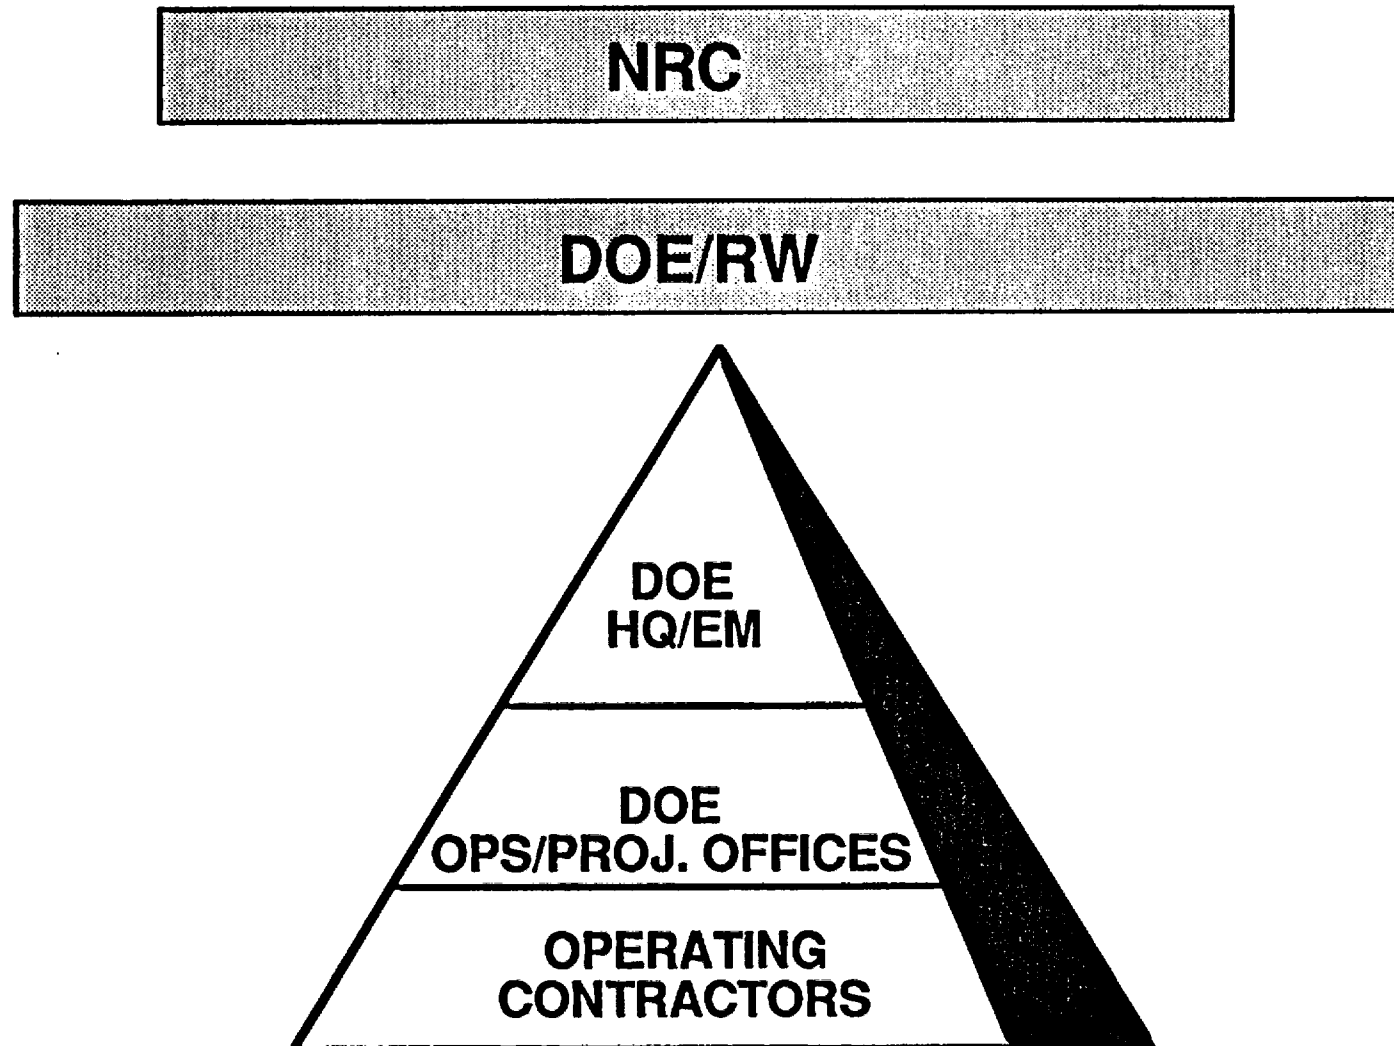 NRC
DOE/RW
DOE
HQ/EM
DOE
OPS/PROJ. OFFICES
OPERATING
CONTRACTORS